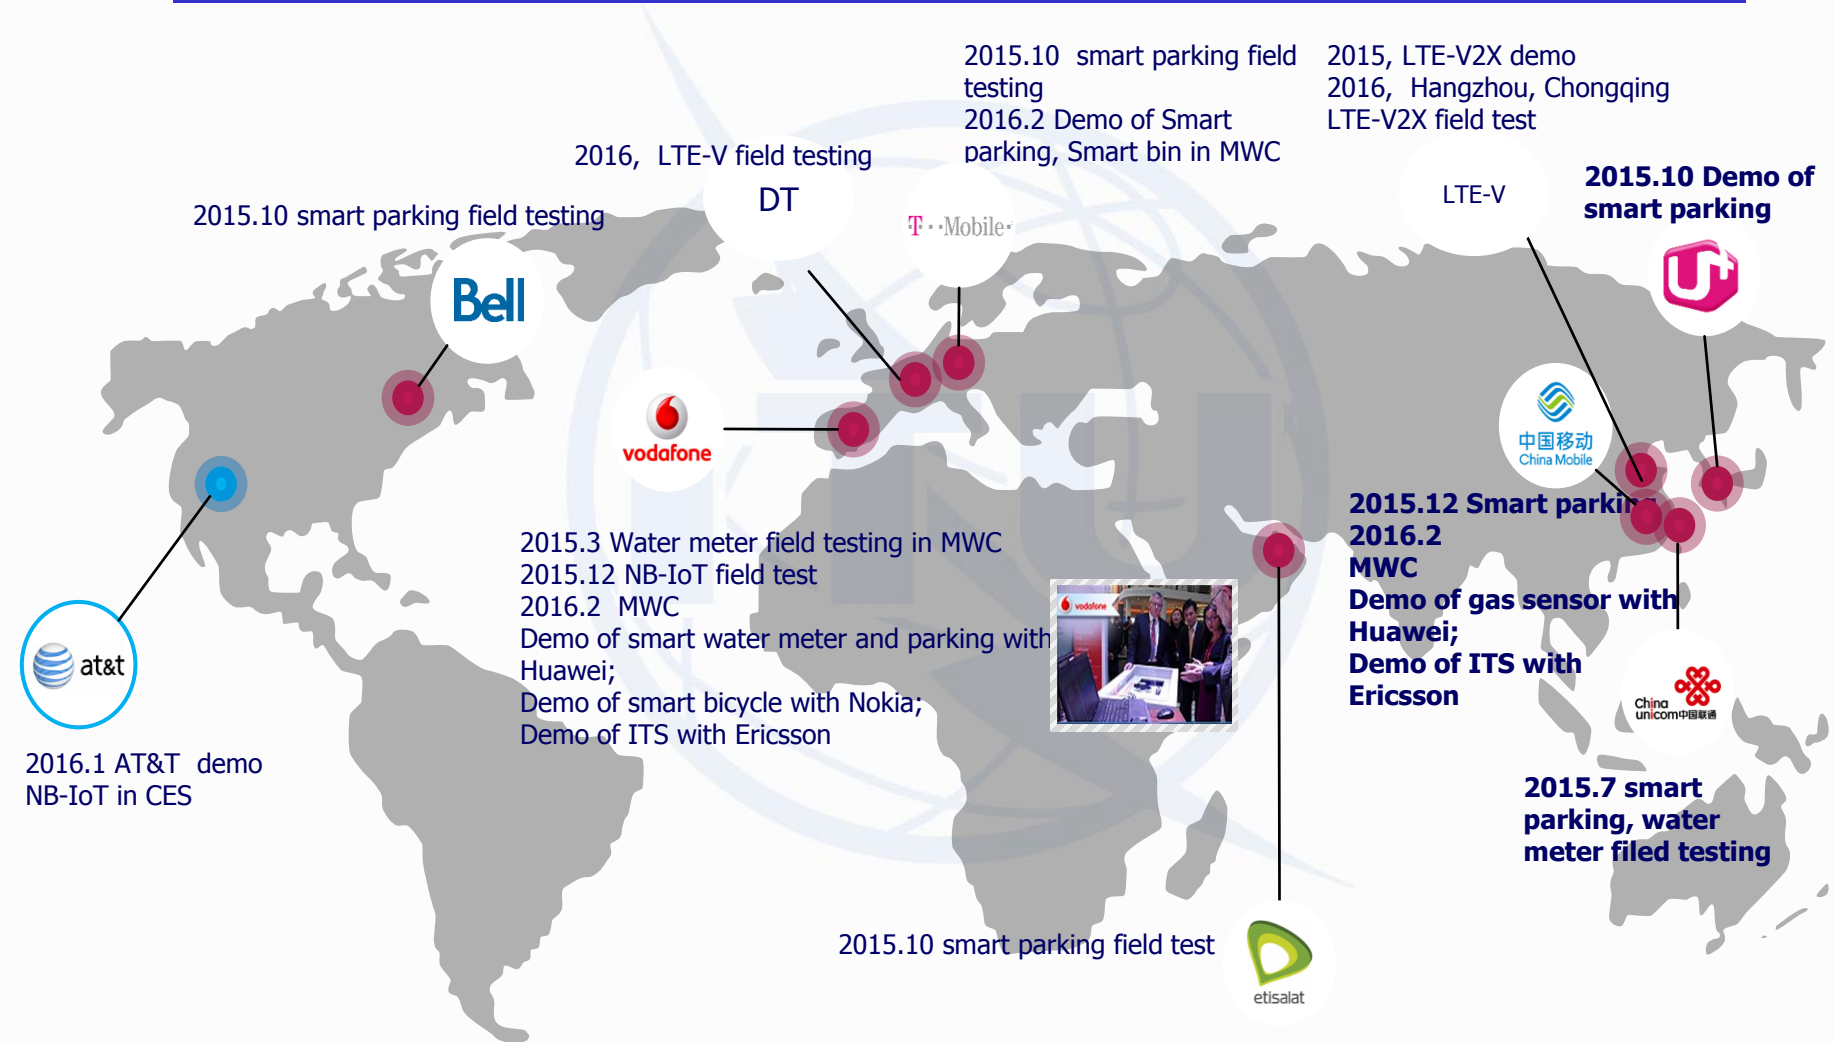 2015.10 smart parking field
testing
2016.2 Demo of Smart
parking, Smart bin in MWC
2015, LTE-V2X demo
2016, Hangzhou, Chongqing
LTE-V2X field test
2016, LTE-V field testing
DT
T··Mobile·
LTE-V
2015.10 Demo of
smart parking
U+
2015.10 smart parking field testing
Bell
vodafone
中国移动
China Mobile
2015.3 Water meter field testing in MWC
2015.12 NB-IoT field test
2016.2 MWC
Demo of smart water meter and parking with
Huawei;
Demo of smart bicycle with Nokia;
Demo of ITS with Ericsson
vodafone
2015.12 Smart parking
2016.2
MWC
Demo of gas sensor with
Huawei;
Demo of ITS with
Ericsson
at&t
2016.1 AT&T demo
NB-IoT in CES
China
unicom中国联通
2015.7 smart
parking, water
meter filed testing
2015.10 smart parking field test
etisalat
ITU